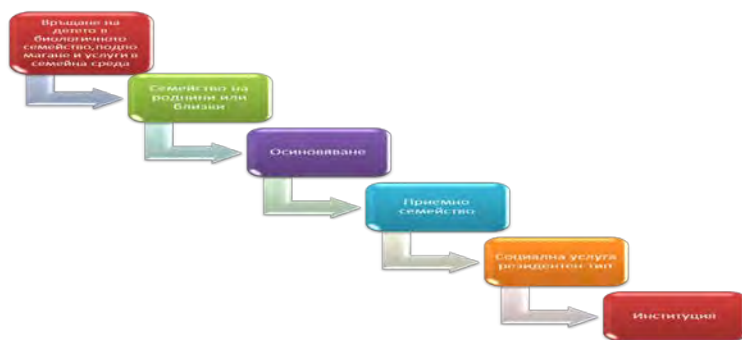 Връщане на
детето в
биологичното
семейство,подпо
магане и услуги в
семейна среда
Семейство на
роднини или
близки
Осиновяване
Приемно
семейство
Социална услуга
резидентен тип
Институция